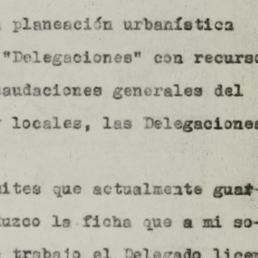 planeación urbanística
"Delegaciones" con recurso
audaciones generales del
locales, las Delegaciones
ites que actualmente guar-
uzco la ficha que a mi so-
trabajo el Delegado licen